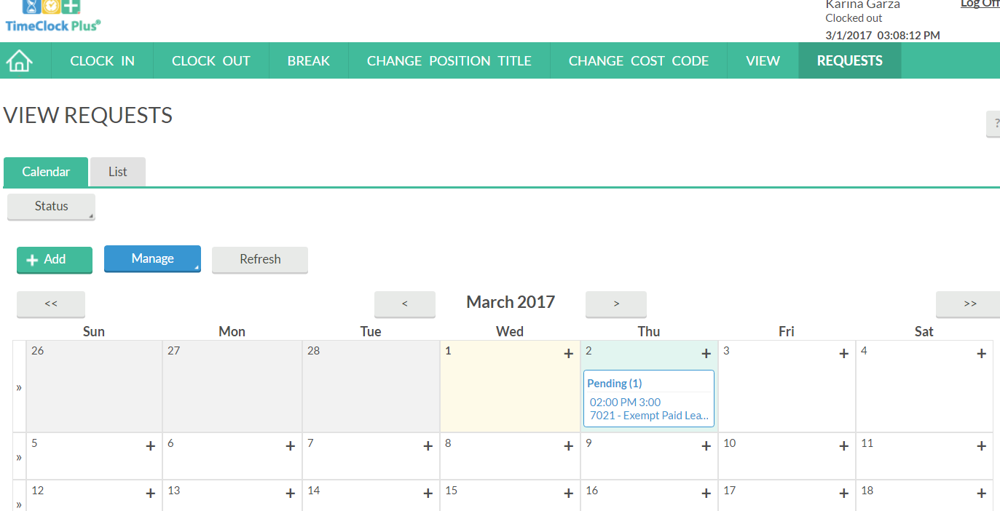 Karina Garza Log Off
TimeClock Plus®
Clocked out
3/1/2017 03:08:12 PM
CLOCK IN CLOCK OUT BREAK CHANGE POSITION TITLE CHANGE COST CODE VIEW REQUESTS
VIEW REQUESTS
?
Calendar List
Status
+ Add Manage Refresh
<< < March 2017 > >>
Sun Mon Tue Wed Thu Fri Sat
26 27 28 1 + 2 + 3 + 4 +
Pending (1)
»
02:00 PM 3:00
7021 - Exempt Paid Lea...
5 + 6 + 7 + 8 + 9 + 10 + 11 +
»
12 + 13 + 14 + 15 + 16 + 17 + 18 +
»